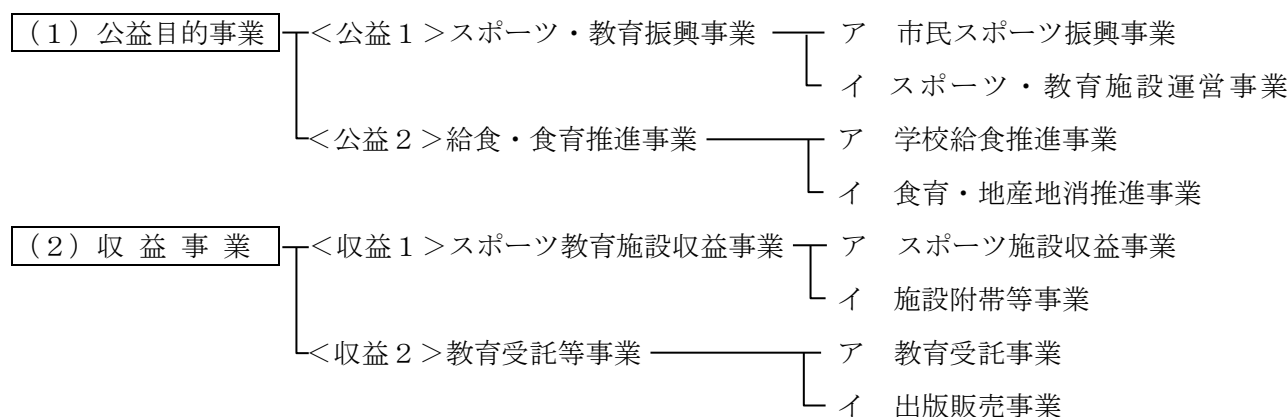 (1)公益目的事業 <公益1>スポーツ・教育振興事業 ア 市民スポーツ振興事業
イ スポーツ・教育施設運営事業
<公益2>給食・食育推進事業 ア 学校給食推進事業
イ 食育・地産地消推進事業
(2)収益事業 <収益1>スポーツ教育施設収益事業 ア スポーツ施設収益事業
イ 施設附帯等事業
<収益2>教育受託等事業 ア 教育受託事業
イ 出版販売事業